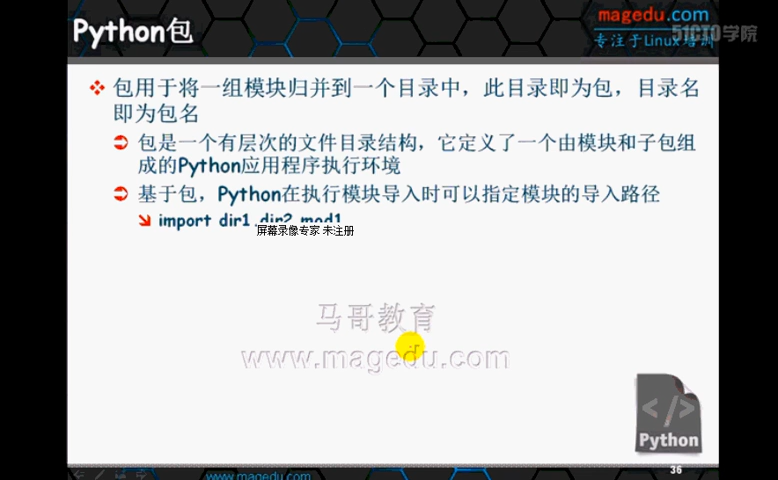 Python包
magedu.com
51CTO学院
专注于Linux培训
包用于将一组模块归并到一个目录中，此目录即为包，目录名
即为包名
包是一个有层次的文件目录结构，它定义了一个由模块和子包组
成的Python应用程序执行环境
基于包，Python在执行模块导入时可以指定模块的导入路径
import dir1.dir2.mod1
屏幕录像专家 未注册
马哥教育
www.magedu.com
</>
Python
www.magedu.com
36